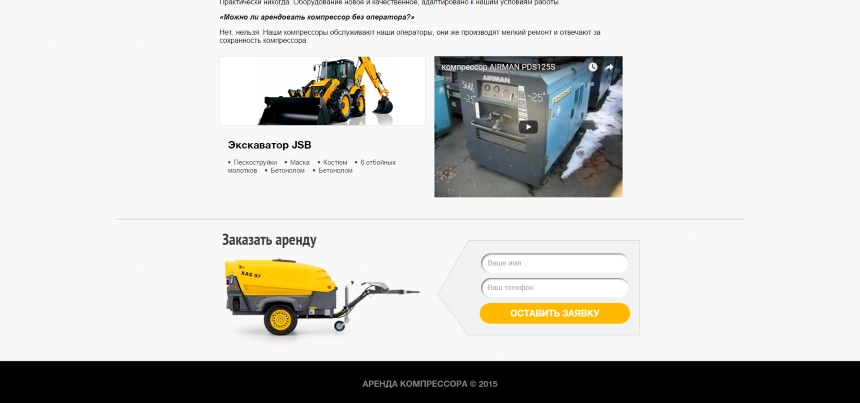 Практически никогда. Оборудование новое и качественное, адаптировано к нашим условиям работы.
«Можно ли арендовать компрессор без оператора?»
Нет, нельзя. Наши компрессоры обслуживают наши операторы, они же производят мелкий ремонт и отвечают за
сохранность компрессора.
компрессор AIRMAN PDS125S
AIRMAN
-25°
-25°
Экскаватор JSB
• Пескоструйки • Маска • Костюм • 6 отбойных
молотков • Бетонолом • Бетонолом
Заказать аренду
XAS 97
Ваше имя
Ваш телефон
ОСТАВИТЬ ЗАЯВКУ
АРЕНДА КОМПРЕССОРА © 2015